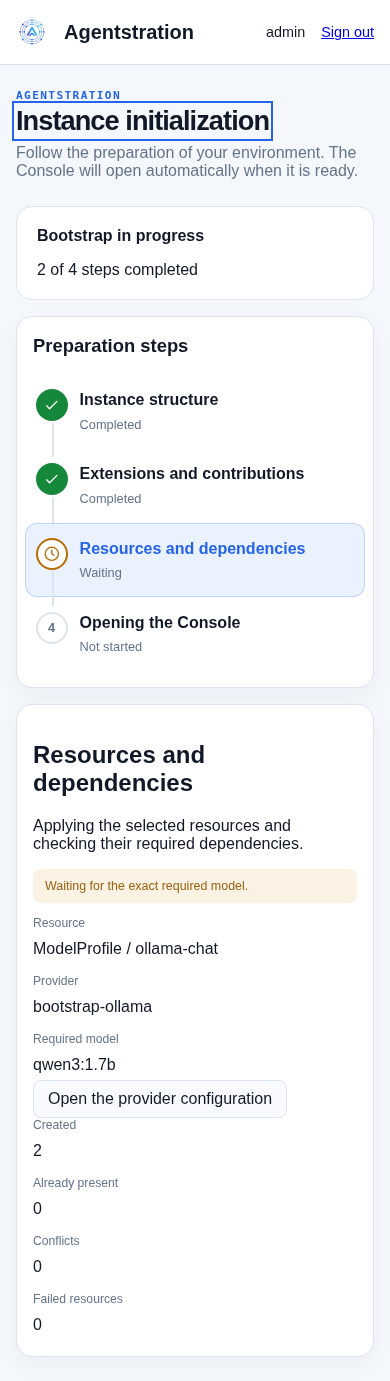 Agentstration
admin
Sign out
AGENTSTRATION
Instance initialization
Follow the preparation of your environment. The
Console will open automatically when it is ready.
Bootstrap in progress
2 of 4 steps completed
Preparation steps
Instance structure
Completed
Extensions and contributions
Completed
Resources and dependencies
Waiting
4
Opening the Console
Not started
Resources and
dependencies
Applying the selected resources and
checking their required dependencies.
Waiting for the exact required model.
Resource
ModelProfile / ollama-chat
Provider
bootstrap-ollama
Required model
qwen3:1.7b
Open the provider configuration
Created
2
Already present
0
Conflicts
0
Failed resources
0